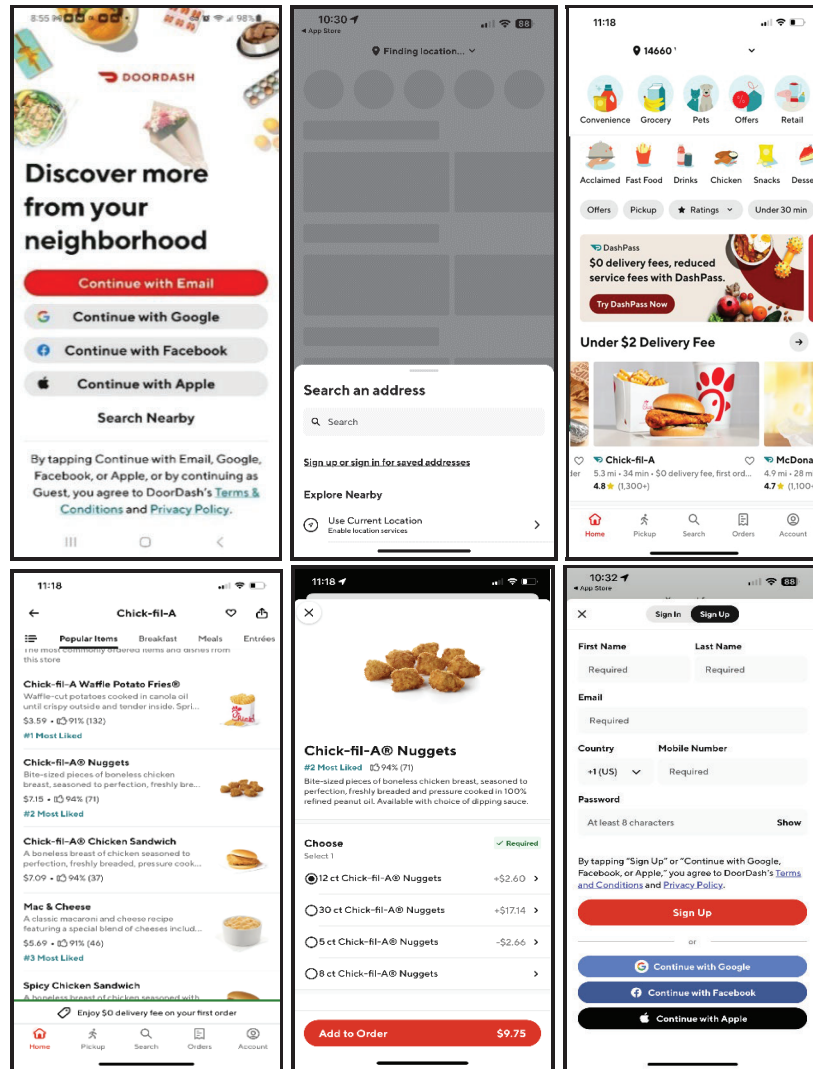 8:55
98%
DOORDASH
Discover more
from your
neighborhood
Continue with Email
Continue with Google
Continue with Facebook
Continue with Apple
Search Nearby
By tapping Continue with Email, Google,
Facebook, or Apple, or by continuing as
Guest, you agree to DoorDash's Terms &
Conditions and Privacy Policy.
10:30
88
◂ App Store
Finding location...
Search an address
Search
Sign up or sign in for saved addresses
Explore Nearby
Use Current Location
Enable location services
11:18
14660
Convenience Grocery Pets Offers Retail
Acclaimed Fast Food Drinks Chicken Snacks Desse
Offers Pickup ★ Ratings Under 30 min
DashPass
$0 delivery fees, reduced
service fees with DashPass.
Try DashPass Now
Under $2 Delivery Fee
Chick-fil-A McDona
der 5.3 mi • 34 min • $0 delivery fee, first ord... 4.9 mi • 28 m
4.8★ (1,300+) 4.7★ (1,100+
Home Pickup Search Orders Account
11:18
Chick-fil-A
Popular Items Breakfast Meals Entrées
The most commonly ordered items and dishes from
this store
Chick-fil-A Waffle Potato Fries®
Waffle-cut potatoes cooked in canola oil
until crispy outside and tender inside. Spri...
$3.59 • 91% (132)
#1 Most Liked
Chick-fil-A® Nuggets
Bite-sized pieces of boneless chicken
breast, seasoned to perfection, freshly bre...
$7.15 • 94% (71)
#2 Most Liked
Chick-fil-A® Chicken Sandwich
A boneless breast of chicken seasoned to
perfection, freshly breaded, pressure cook...
$7.09 • 94% (37)
Mac & Cheese
A classic macaroni and cheese recipe
featuring a special blend of cheeses includ...
$5.69 • 91% (46)
#3 Most Liked
Spicy Chicken Sandwich
A boneless breast of chicken seasoned with
Enjoy $0 delivery fee on your first order
Home Pickup Search Orders Account
11:18
Chick-fil-A® Nuggets
#2 Most Liked 94% (71)
Bite-sized pieces of boneless chicken breast, seasoned to
perfection, freshly breaded and pressure cooked in 100%
refined peanut oil. Available with choice of dipping sauce.
Choose
✓ Required
Select 1
12 ct Chick-fil-A® Nuggets +$2.60
30 ct Chick-fil-A® Nuggets +$17.14
5 ct Chick-fil-A® Nuggets -$2.66
8 ct Chick-fil-A® Nuggets
Add to Order $9.75
10:32
88
◂ App Store
Sign In Sign Up
First Name Last Name
Required Required
Email
Required
Country Mobile Number
+1 (US) Required
Password
At least 8 characters Show
By tapping "Sign Up" or "Continue with Google,
Facebook, or Apple," you agree to DoorDash's Terms
and Conditions and Privacy Policy.
Sign Up
or
Continue with Google
Continue with Facebook
Continue with Apple